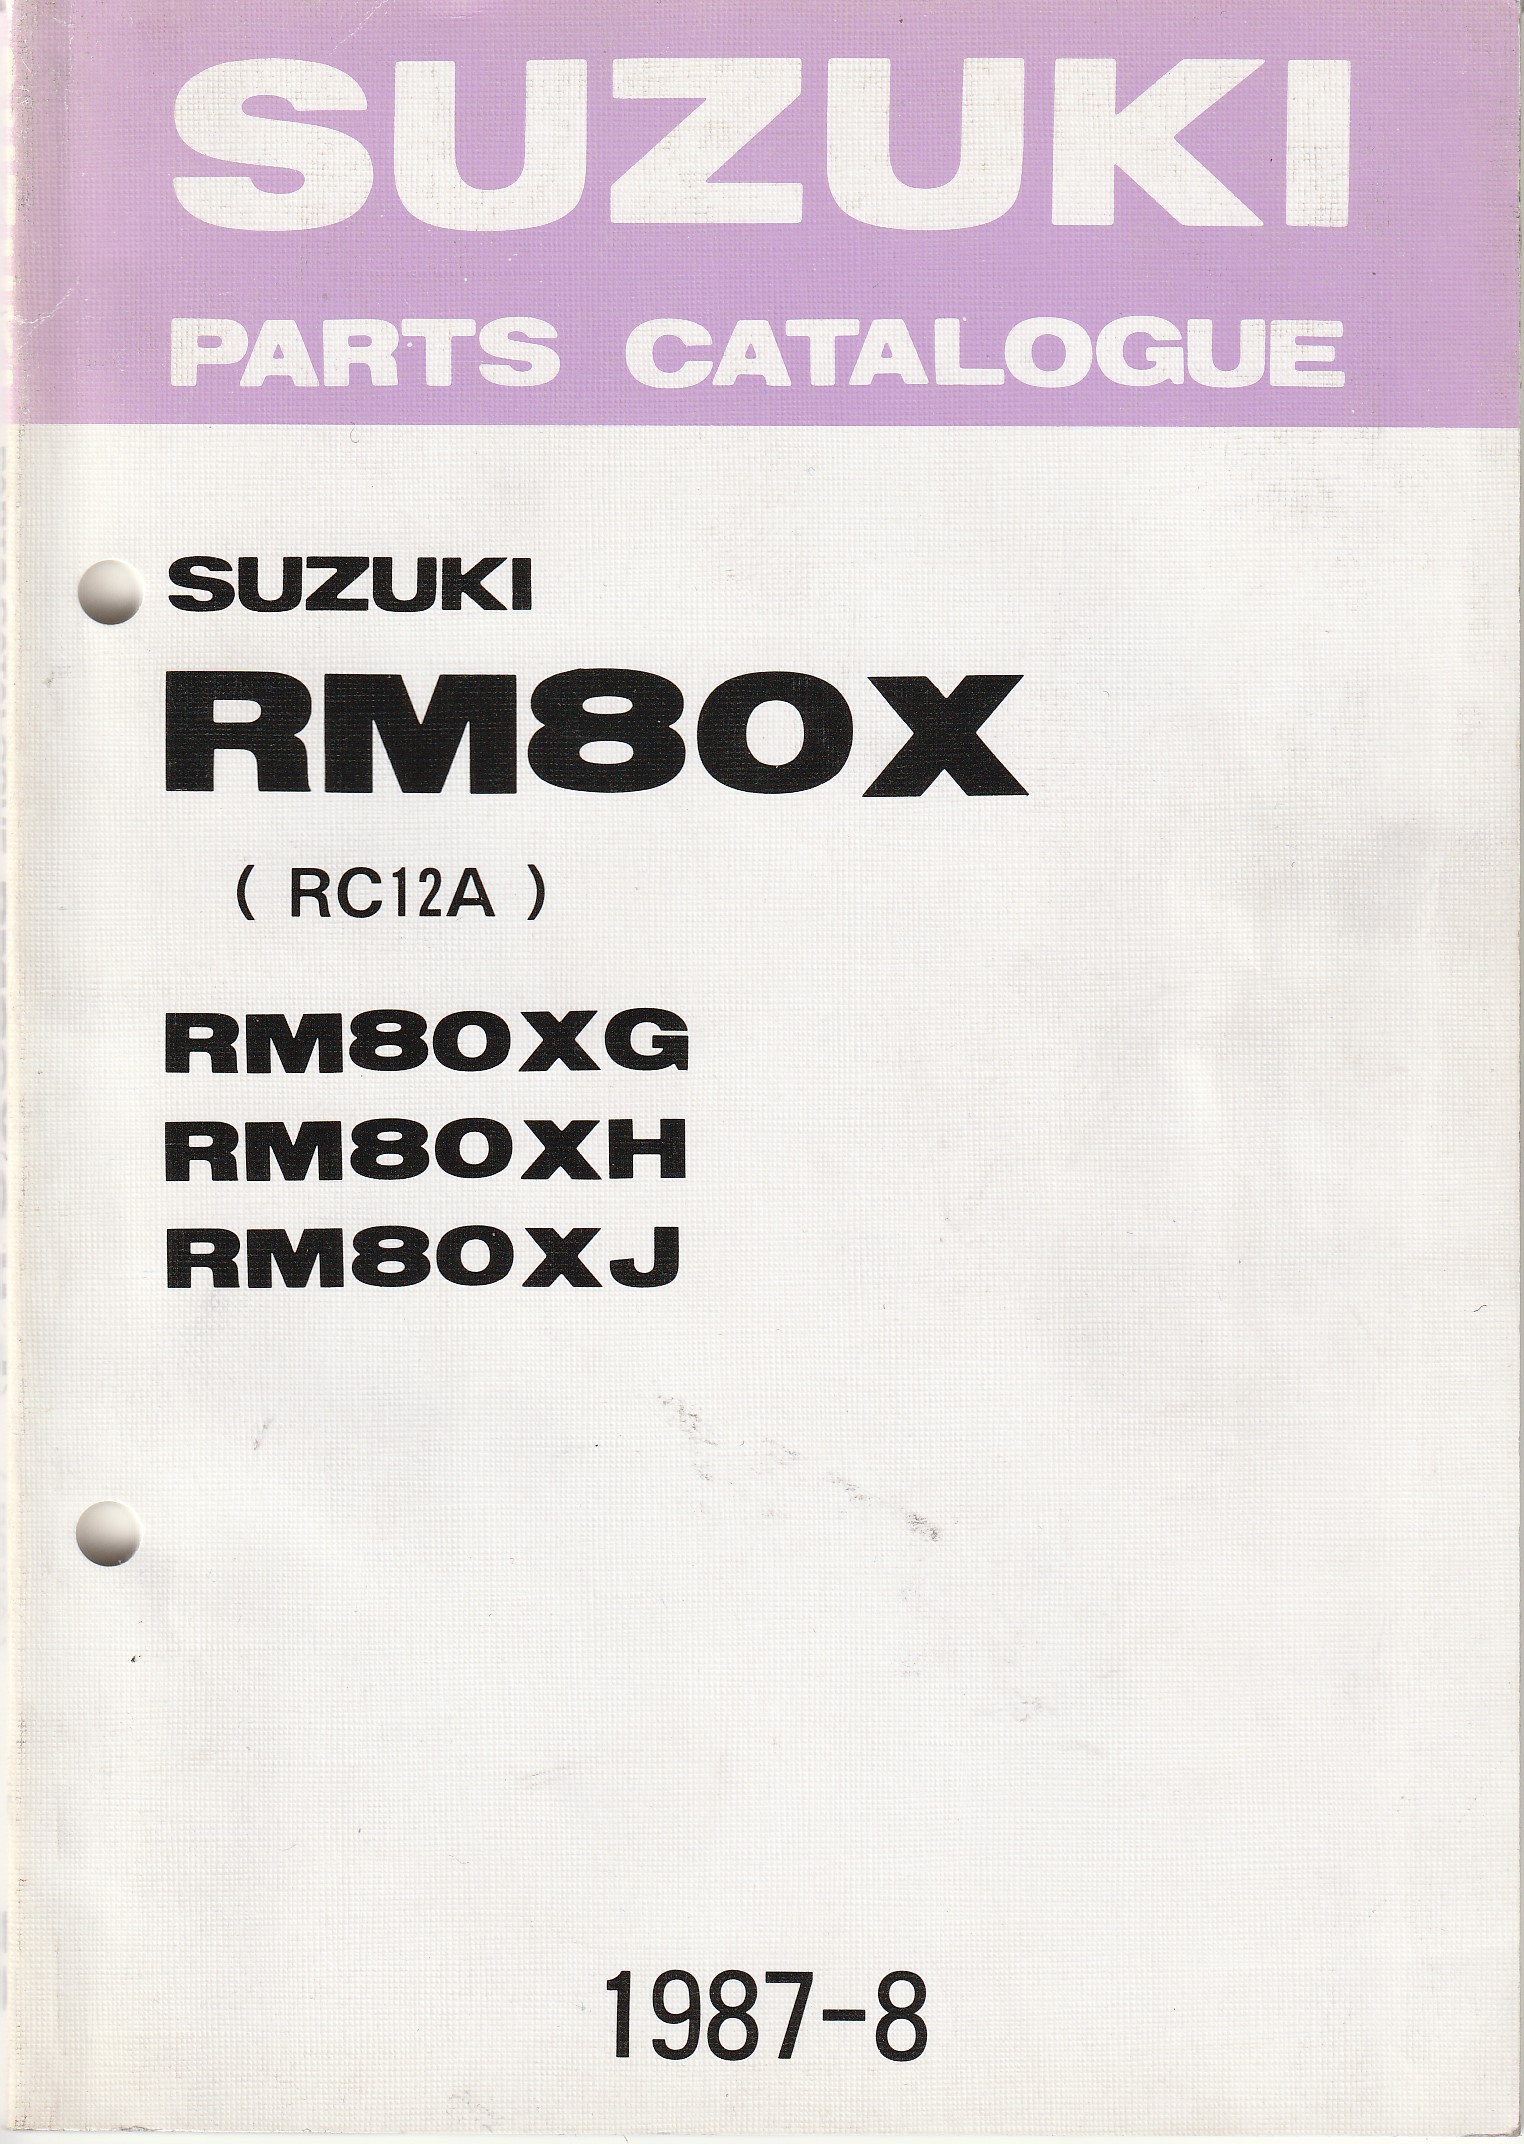 SUZUKI
PARTS CATALOGUE
SUZUKI
RM80X
( RC12A )
RM80XG
RM80XH
RM80XJ
1987-8